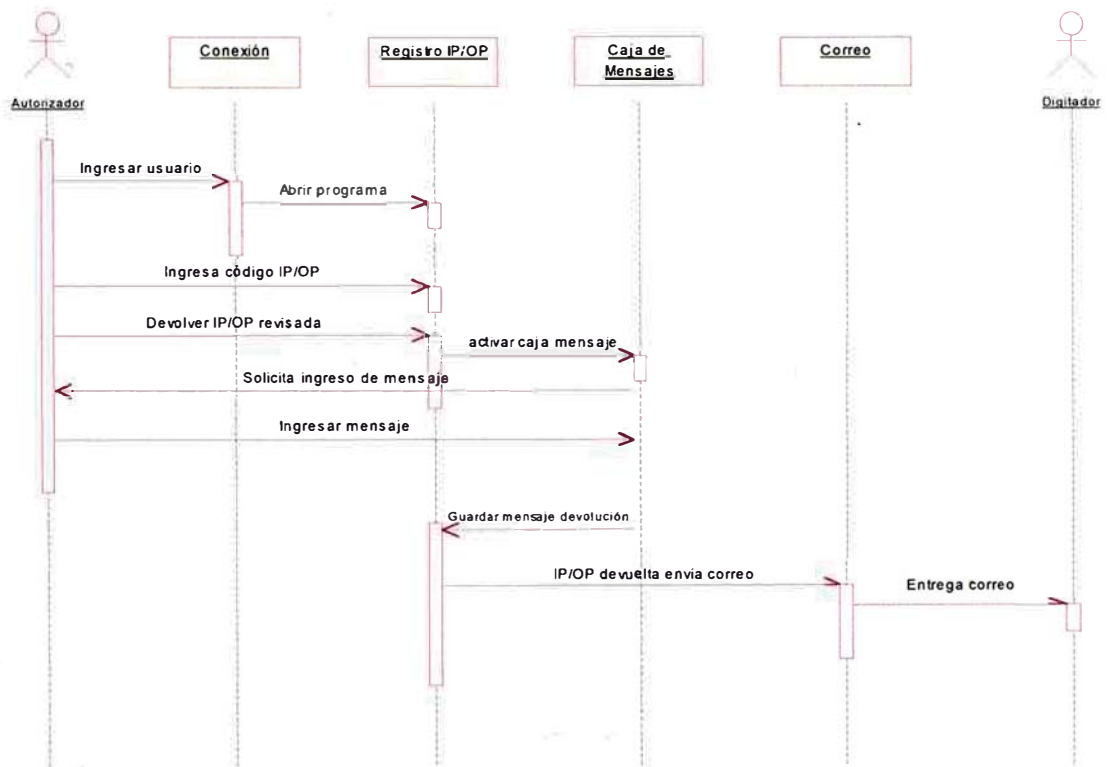 Conexión
Registro IP/OP
Caja de
Mensajes
Correo
Autorizador
Digitador
Ingresar usuario
Abrir programa
Ingresa código IP/OP
Devolver IP/OP revisada
activar caja mensaje
Solicita ingreso de mensaje
Ingresar mensaje
Guardar mensaje devolución
IP/OP devuelta envia correo
Entrega correo